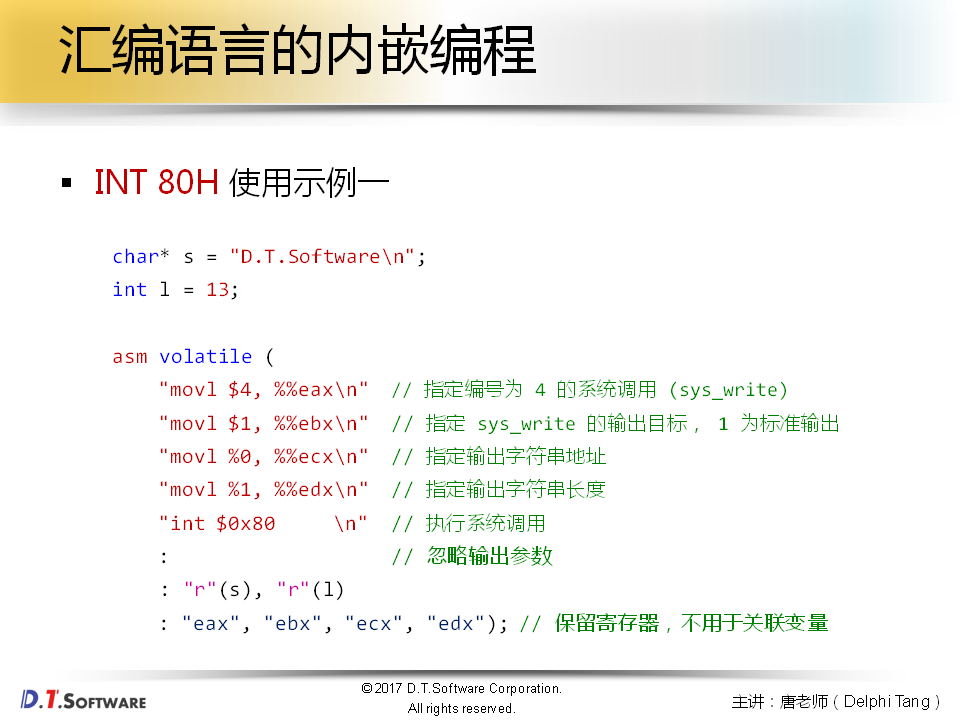 汇编语言的内嵌编程
▪ INT 80H 使用示例一
char* s = "D.T.Software\n";
int l = 13;
asm volatile (
"movl $4, %%eax\n" // 指定编号为 4 的系统调用 (sys_write)
"movl $1, %%ebx\n" // 指定 sys_write 的输出目标， 1 为标准输出
"movl %0, %%ecx\n" // 指定输出字符串地址
"movl %1, %%edx\n" // 指定输出字符串长度
"int $0x80     \n" // 执行系统调用
: // 忽略输出参数
: "r"(s), "r"(l)
: "eax", "ebx", "ecx", "edx"); // 保留寄存器，不用于关联变量
D.T.SOFTWARE
©2017 D.T.Software Corporation.
All rights reserved.
主讲：唐老师（Delphi Tang）